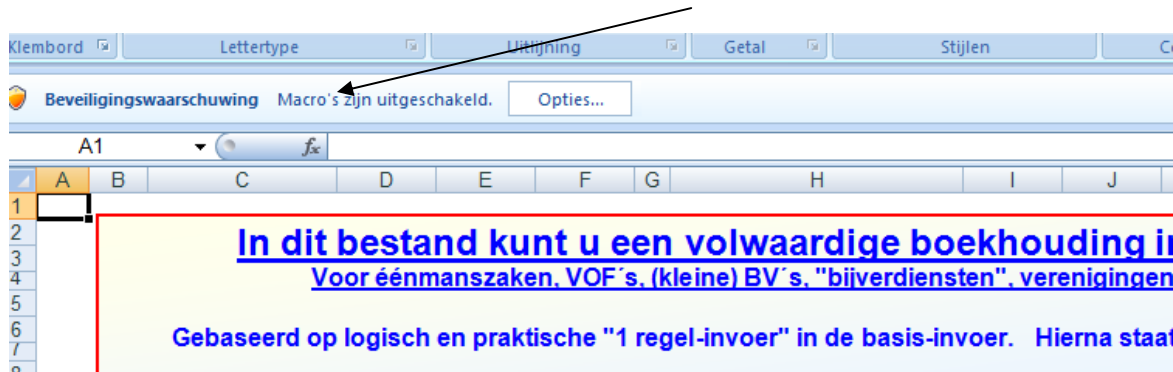 Klembord Lettertype Uitlijning Getal Stijlen
Beveiligingswaarschuwing Macro's zijn uitgeschakeld. Opties...
A1 fx
A B C D E F G H I J
1
2
In dit bestand kunt u een volwaardige boekhouding
3
4 Voor éénmanszaken, VOF´s, (kleine) BV´s, "bijverdiensten", verenigingen
5
6 Gebaseerd op logisch en praktische "1 regel-invoer" in de basis-invoer. Hierna staat
7